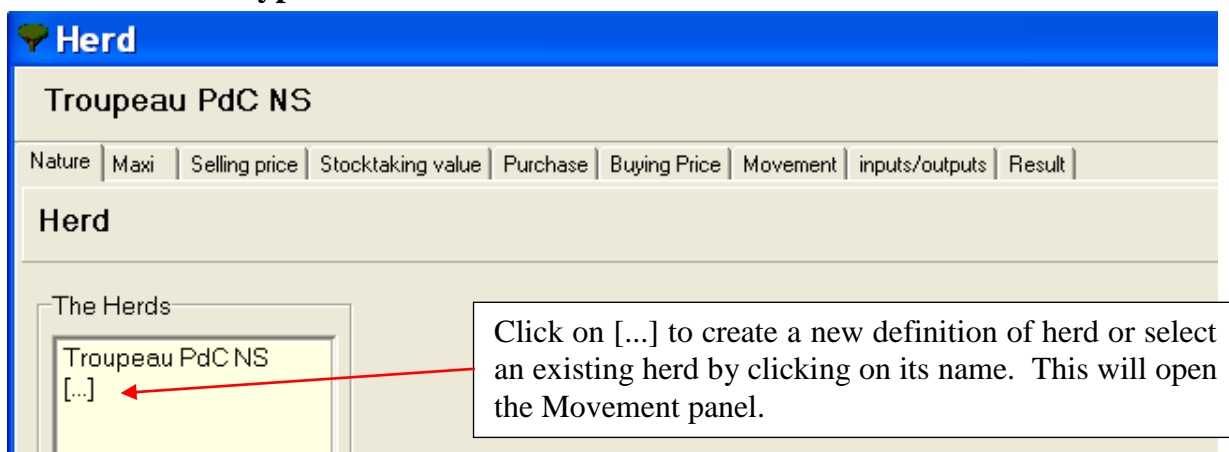 Herd
Troupeau PdC NS
Nature Maxi Selling price Stocktaking value Purchase Buying Price Movement inputs/outputs Result
Herd
The Herds
Troupeau PdC NS
[...]
Click on [...] to create a new definition of herd or select
an existing herd by clicking on its name. This will open
the Movement panel.